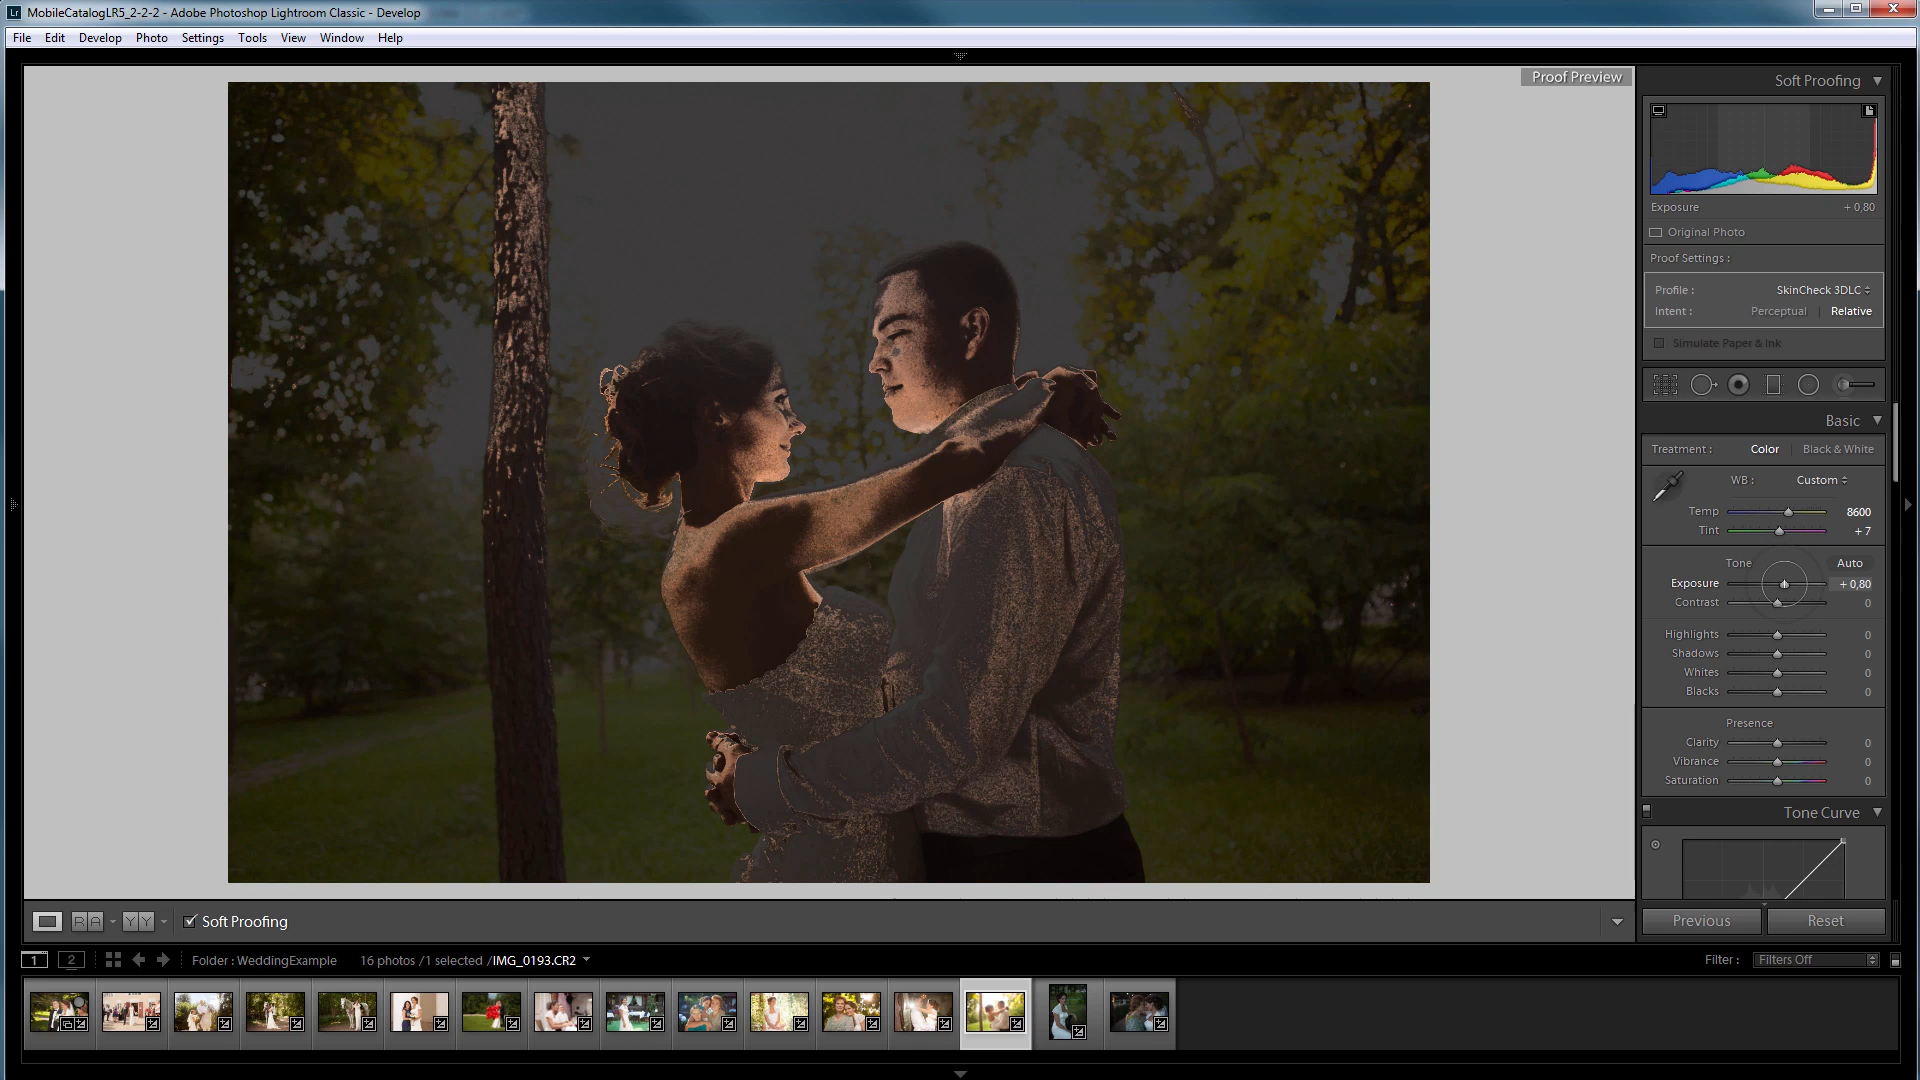 Lr MobileCatalogLR5_2-2-2 - Adobe Photoshop Lightroom Classic - Develop
File Edit Develop Photo Settings Tools View Window Help
Proof Preview
Soft Proofing
Exposure + 0,80
Original Photo
Proof Settings :
Profile : SkinCheck 3DLC
Intent : Perceptual Relative
Simulate Paper & Ink
Basic
Treatment : Color Black & White
WB : Custom
Temp 8600
Tint + 7
Tone Auto
Exposure + 0,80
Contrast 0
Highlights 0
Shadows 0
Whites 0
Blacks 0
Presence
Clarity 0
Vibrance 0
Saturation 0
Tone Curve
R A Y Y Soft Proofing
Previous Reset
1 2 Folder : WeddingExample 16 photos /1 selected /IMG_0193.CR2 Filter : Filters Off